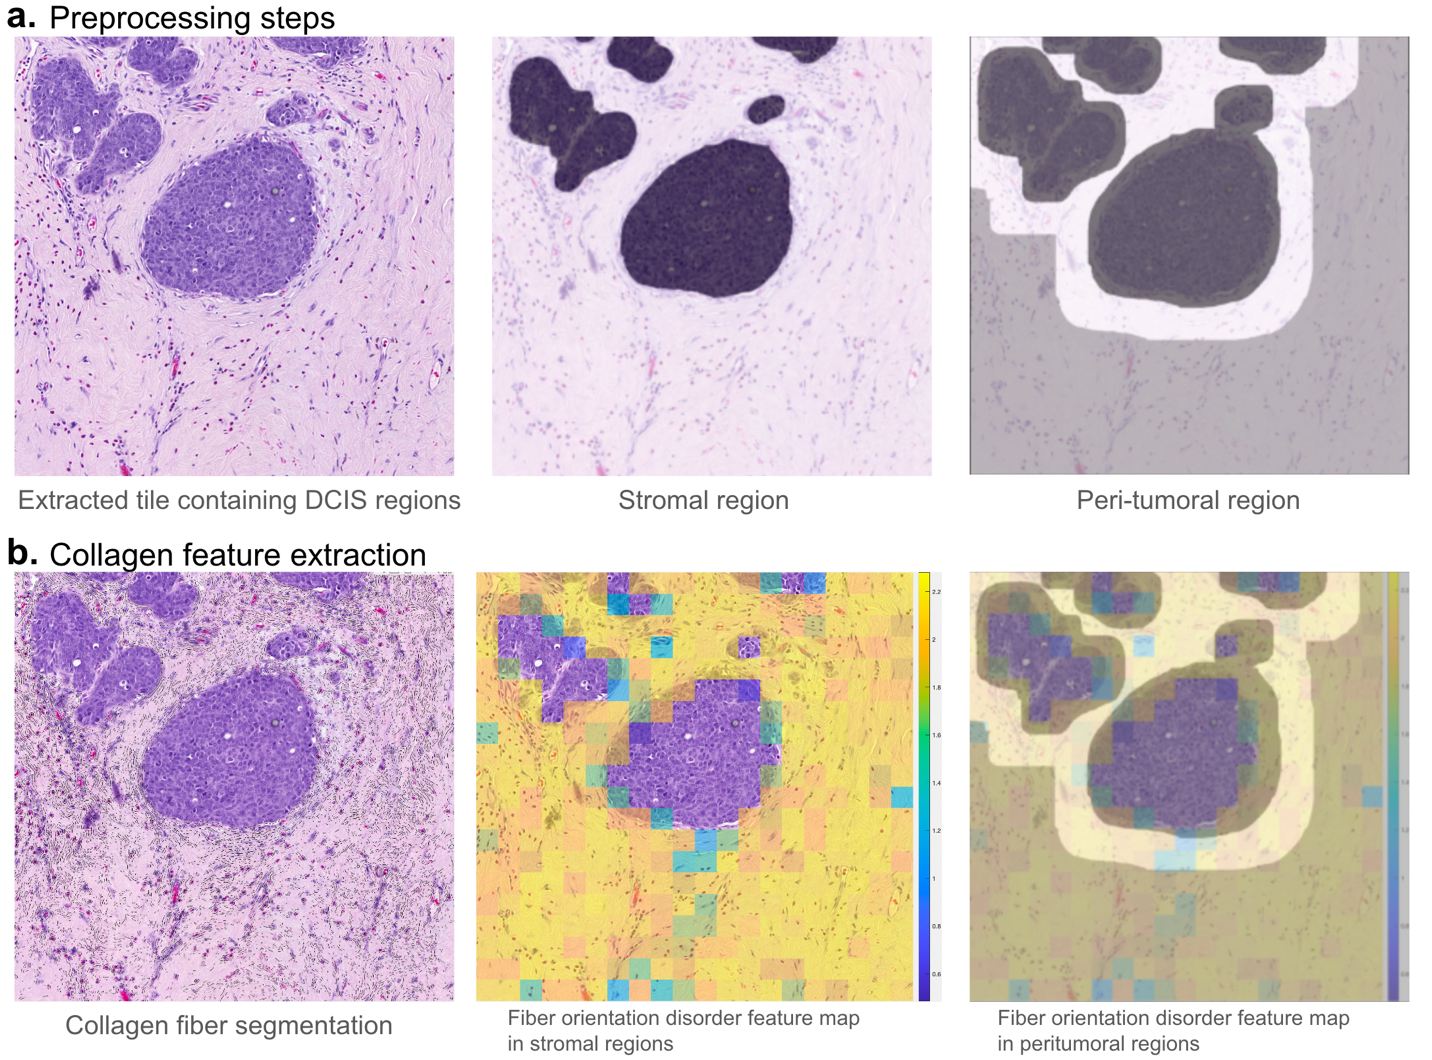 a. Preprocessing steps
Extracted tile containing DCIS regions
Stromal region
Peri-tumoral region
b. Collagen feature extraction
2.2
2
1.8
1.6
1.4
1.2
1
0.8
0.6
Collagen fiber segmentation
Fiber orientation disorder feature map
in stromal regions
Fiber orientation disorder feature map
in peritumoral regions